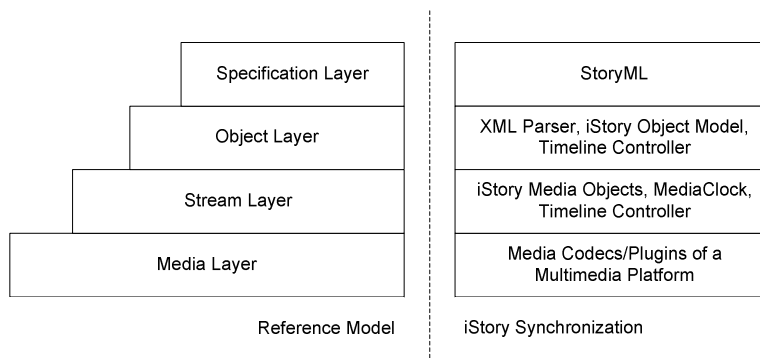 Specification Layer
Object Layer
Stream Layer
Media Layer
Reference Model
StoryML
XML Parser, iStory Object Model,
Timeline Controller
iStory Media Objects, MediaClock,
Timeline Controller
Media Codecs/Plugins of a
Multimedia Platform
iStory Synchronization